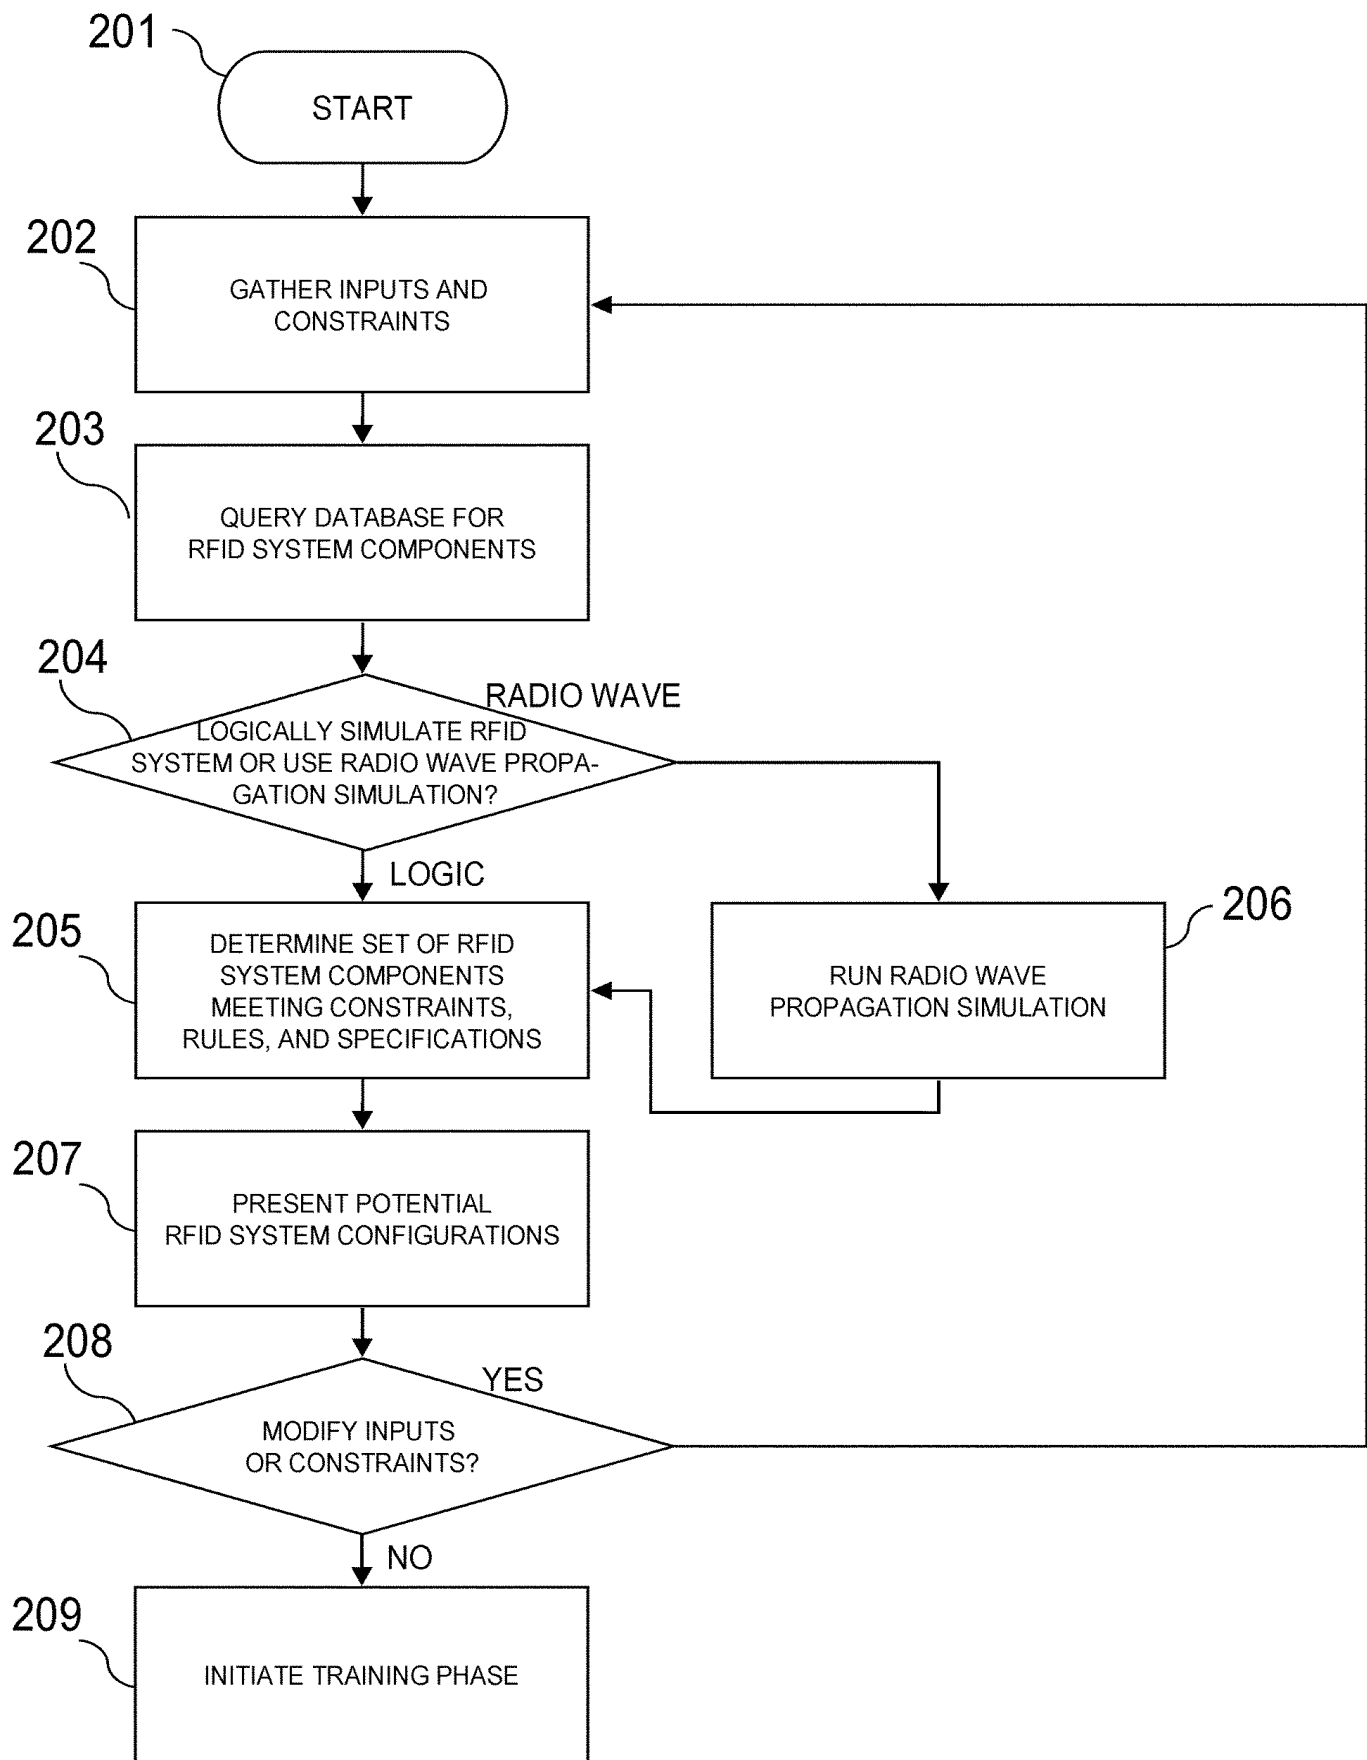 201
START
202
GATHER INPUTS AND
CONSTRAINTS
203
QUERY DATABASE FOR
RFID SYSTEM COMPONENTS
204
RADIO WAVE
LOGICALLY SIMULATE RFID
SYSTEM OR USE RADIO WAVE PROPA-
GATION SIMULATION?
LOGIC
205
DETERMINE SET OF RFID
SYSTEM COMPONENTS
MEETING CONSTRAINTS,
RULES, AND SPECIFICATIONS
206
RUN RADIO WAVE
PROPAGATION SIMULATION
207
PRESENT POTENTIAL
RFID SYSTEM CONFIGURATIONS
208
YES
MODIFY INPUTS
OR CONSTRAINTS?
NO
209
INITIATE TRAINING PHASE